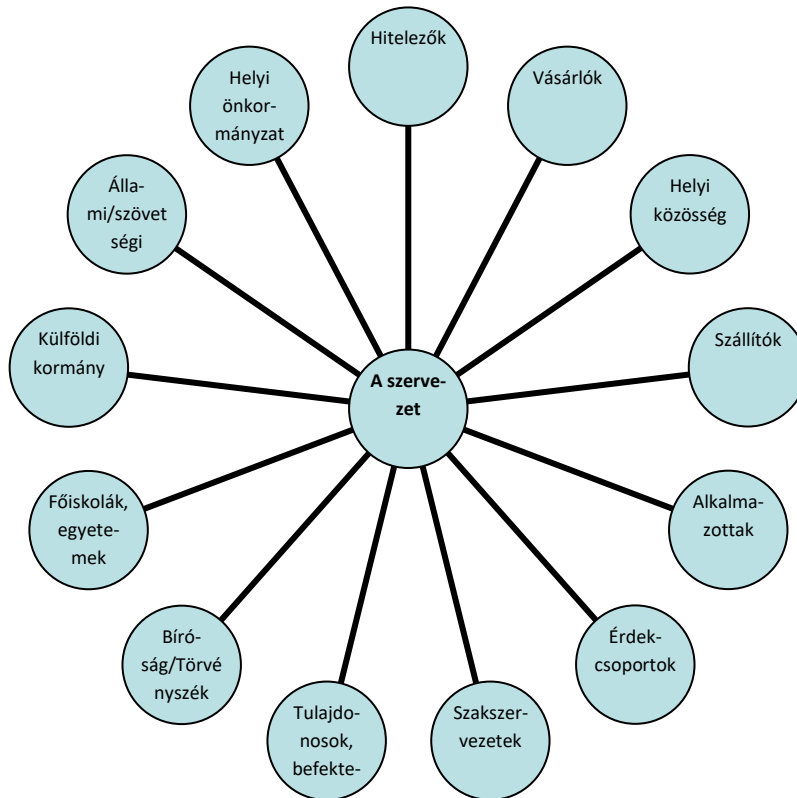 Hitelezők
Vásárlók
Helyi
közösség
Szállítók
Alkalma-
zottak
Érdek-
csoportok
Szakszer-
vezetek
Tulajdo-
nosok,
befekte-
Bíró-
ság/Törvé
nyszék
Főiskolák,
egyete-
mek
Külföldi
kormány
Álla-
mi/szövet
ségi
Helyi
önkor-
mányzat
A szerve-
zet